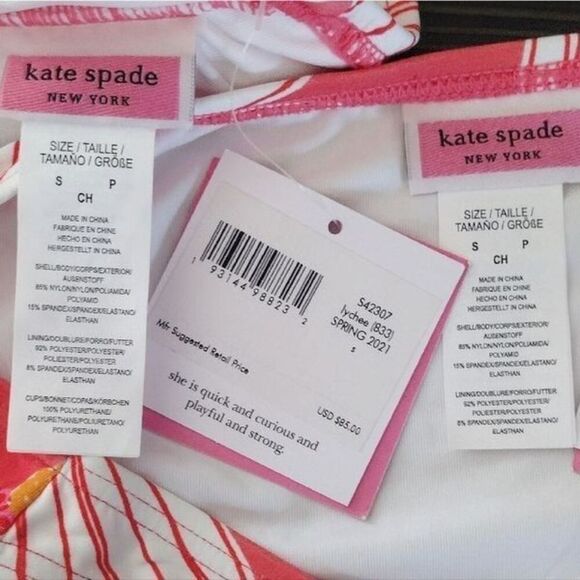 kate spade
NEW YORK
SIZE / TAILLE /
TAMAÑO / GRÖßE
S P
CH
MADE IN CHINA
FABRIQUE EN CHINE
HECHO EN CHINA
HERGESTELLT IN CHINA
SHELL/BODY/CORPS/EXTERIOR/
AUßENSTOFF
85% NYLON/NYLON/POLIAMIDA/
POLYAMID
15% SPANDEX/SPANDEX/ELASTANO/
ELASTHAN
LINING/DOUBLURE/FORRO/FUTTER
92% POLYESTER/POLYESTER/
POLIESTER/POLYESTER
8% SPANDEX/SPANDEX/ELASTANO/
ELASTHAN
CUPS/BONNETS/COPAS/KÖRBCHEN
100% POLYURETHANE/
POLYURETHANE/POLIURETANO/
POLYURETHAN
1 93144 98823 2
S42307
lychee (B33)
SPRING 2021
S
Mfr Suggested Retail Price
USD $85.00
she is quick and curious and
playful and strong.
kate spade
NEW YORK
SIZE / TAILLE /
TAMAÑO / GRÖßE
S P
CH
MADE IN CHINA
FABRIQUE EN CHINE
HECHO EN CHINA
HERGESTELLT IN CHINA
SHELL/BODY/CORPS/EXTERIOR/
AUßENSTOFF
85% NYLON/NYLON/POLIAMIDA/
POLYAMID
15% SPANDEX/SPANDEX/ELASTANO/
ELASTHAN
LINING/DOUBLURE/FORRO/FUTTER
92% POLYESTER/POLYESTER/
POLIESTER/POLYESTER
8% SPANDEX/SPANDEX/ELASTANO/
ELASTHAN